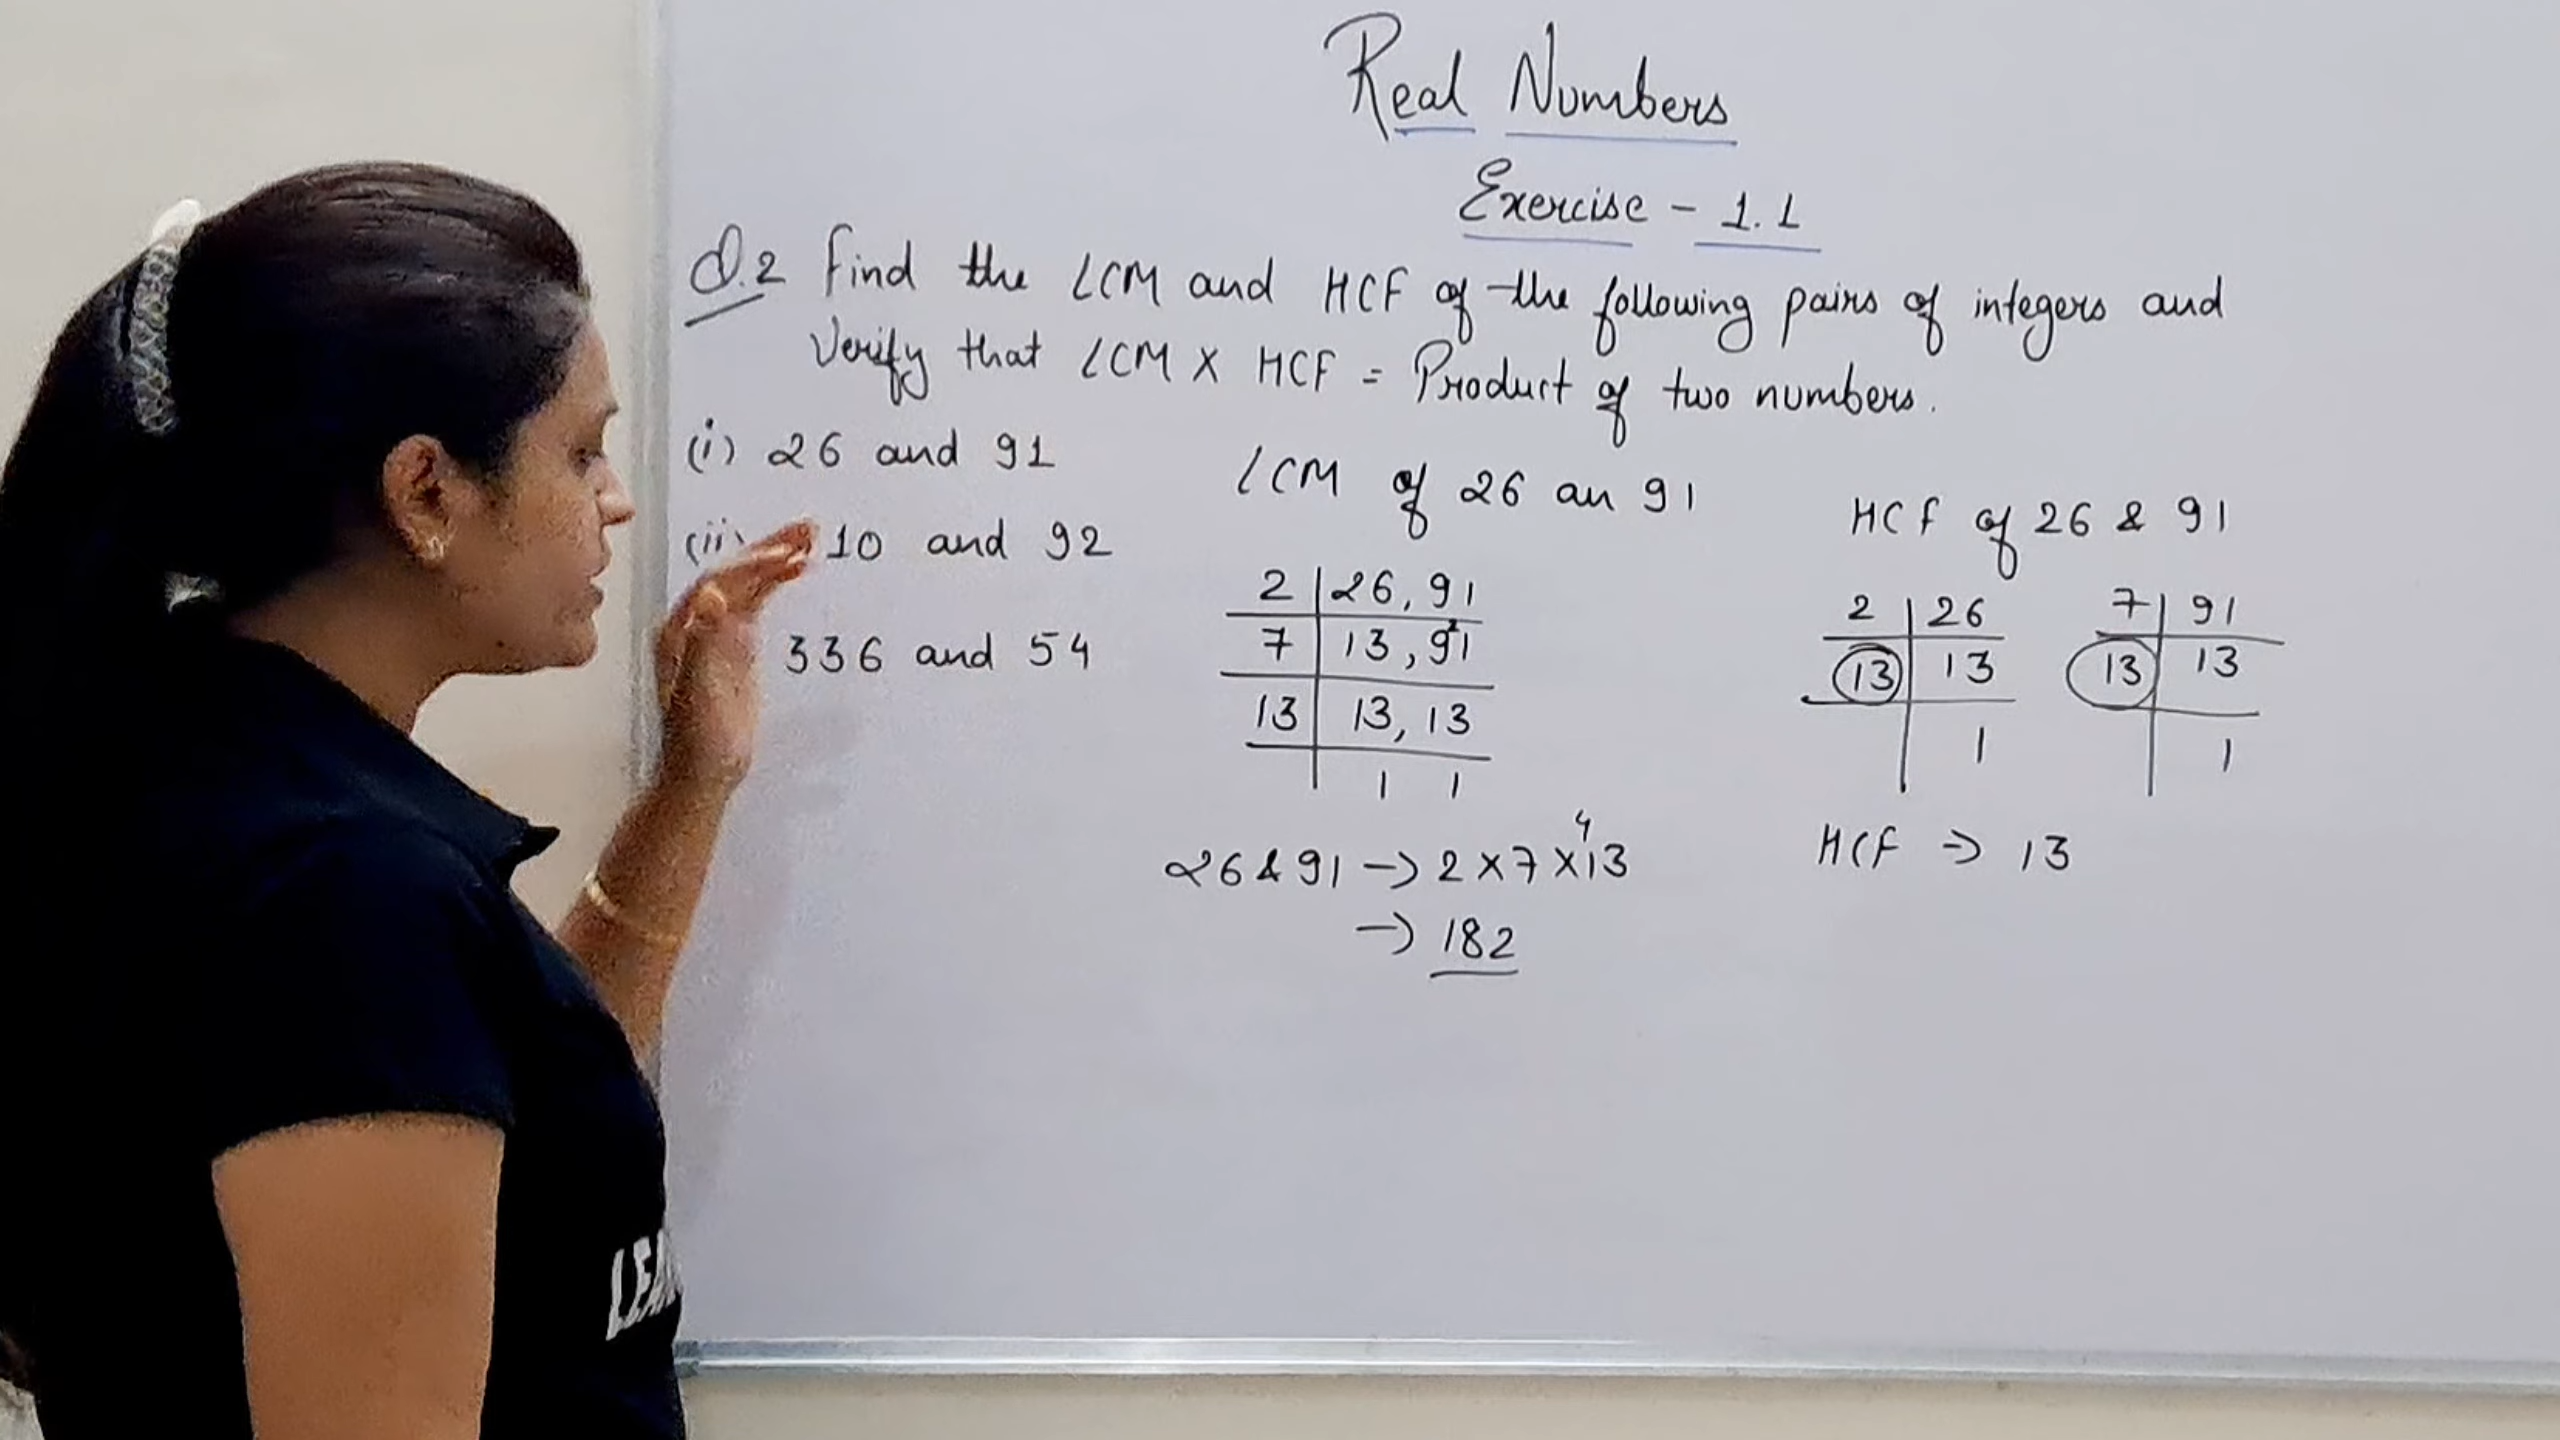 Real Numbers
Exercise - 1.1
Q.2 Find the LCM and HCF of the following pairs of integers and
Verify that LCM X HCF = Product of two numbers.
(i) 26 and 91
(ii) 10 and 92
336 and 54
LCM of 26 an 91
2 | 26, 91
7 | 13, 91
13 | 13, 13
1 1
26 & 91 → 2 x 7 x 13
→ 182
HCF of 26 & 91
2 | 26
13 | 13
1
7 | 91
13 | 13
1
HCF → 13